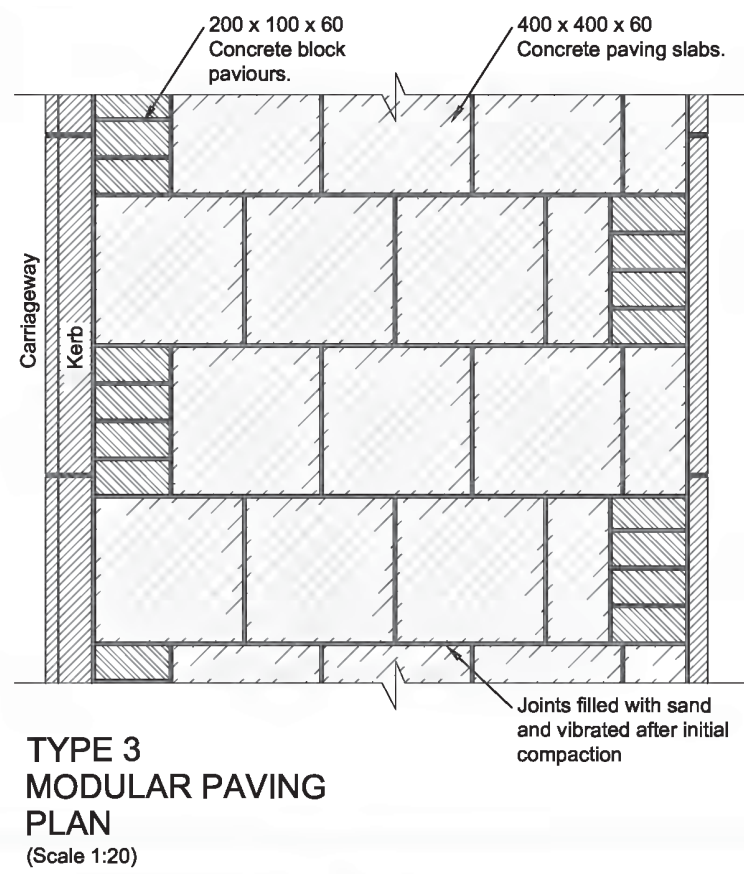 200 x 100 x 60
Concrete block
paviours.
400 x 400 x 60
Concrete paving slabs.
Carriageway
Kerb
Joints filled with sand
and vibrated after initial
compaction
TYPE 3
MODULAR PAVING
PLAN
(Scale 1:20)